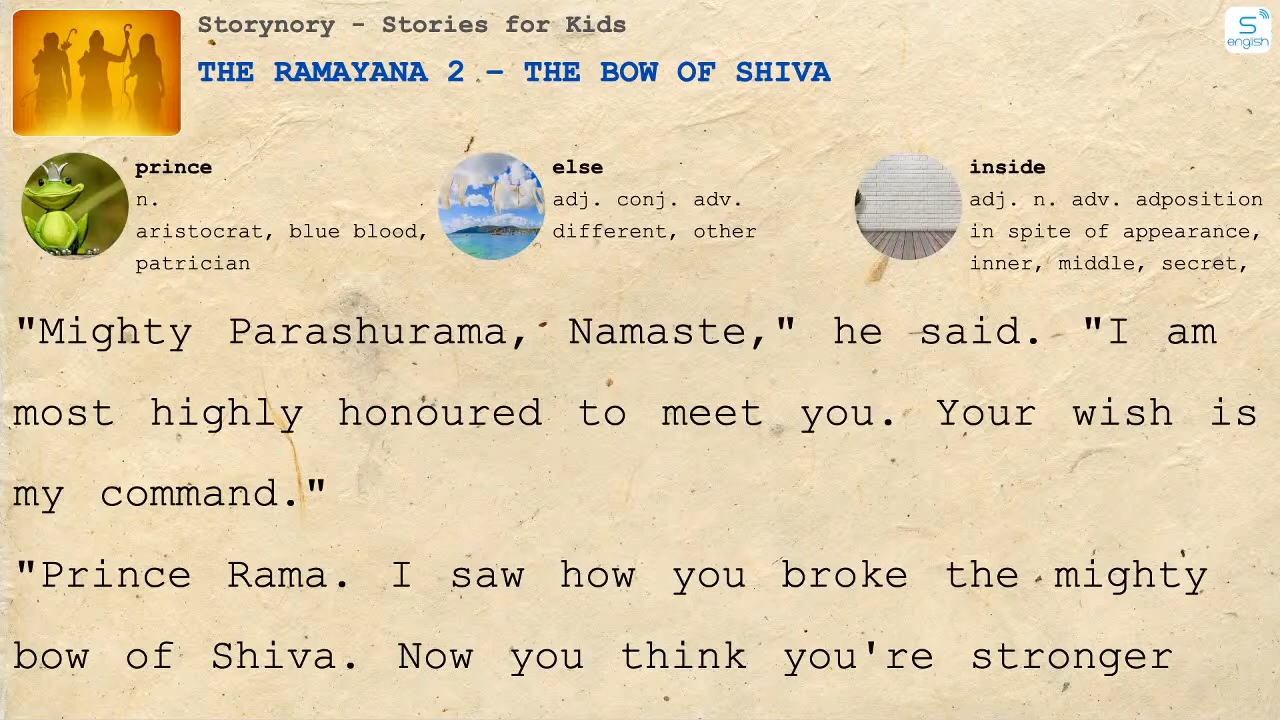 Storynory - Stories for Kids
THE RAMAYANA 2 – THE BOW OF SHIVA
S
english
prince
n.
aristocrat, blue blood,
patrician
else
adj. conj. adv.
different, other
inside
adj. n. adv. adposition
in spite of appearance,
inner, middle, secret,
"Mighty Parashurama, Namaste," he said. "I am
most highly honoured to meet you. Your wish is
my command."
"Prince Rama. I saw how you broke the mighty
bow of Shiva. Now you think you're stronger